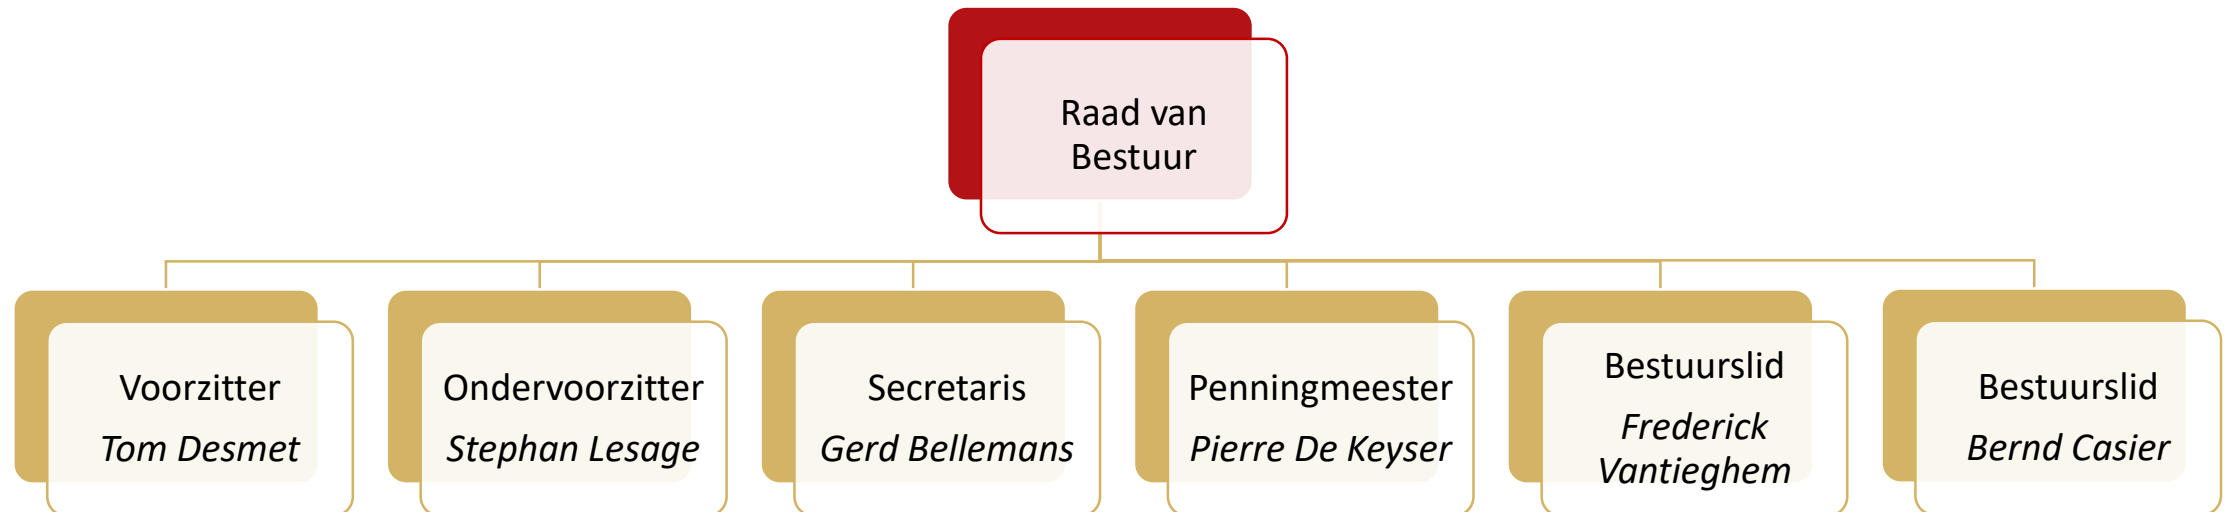 Raad van
Bestuur
Voorzitter
Tom Desmet
Ondervoorzitter
Stephan Lesage
Secretaris
Gerd Bellemans
Penningmeester
Pierre De Keyser
Bestuurslid
Frederick
Vantieghem
Bestuurslid
Bernd Casier